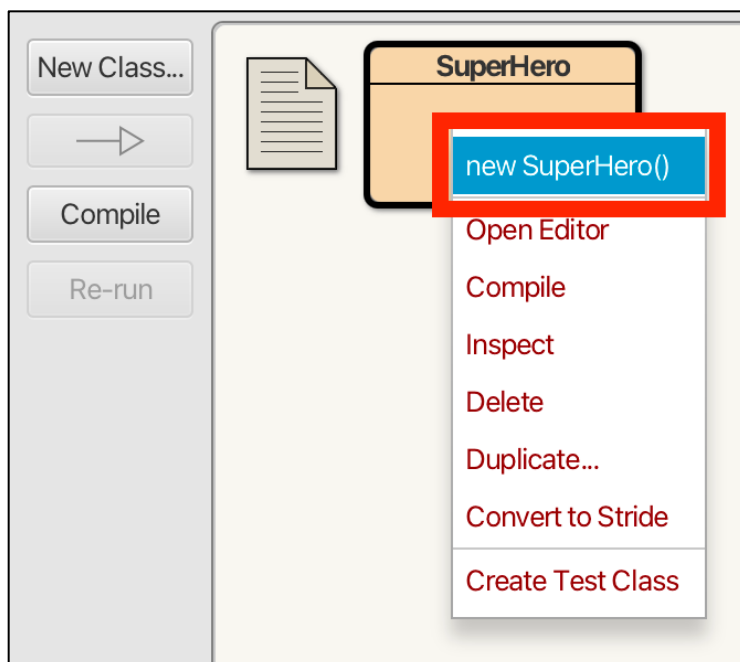 New Class...
Compile
Re-run
SuperHero
new SuperHero()
Open Editor
Compile
Inspect
Delete
Duplicate...
Convert to Stride
Create Test Class